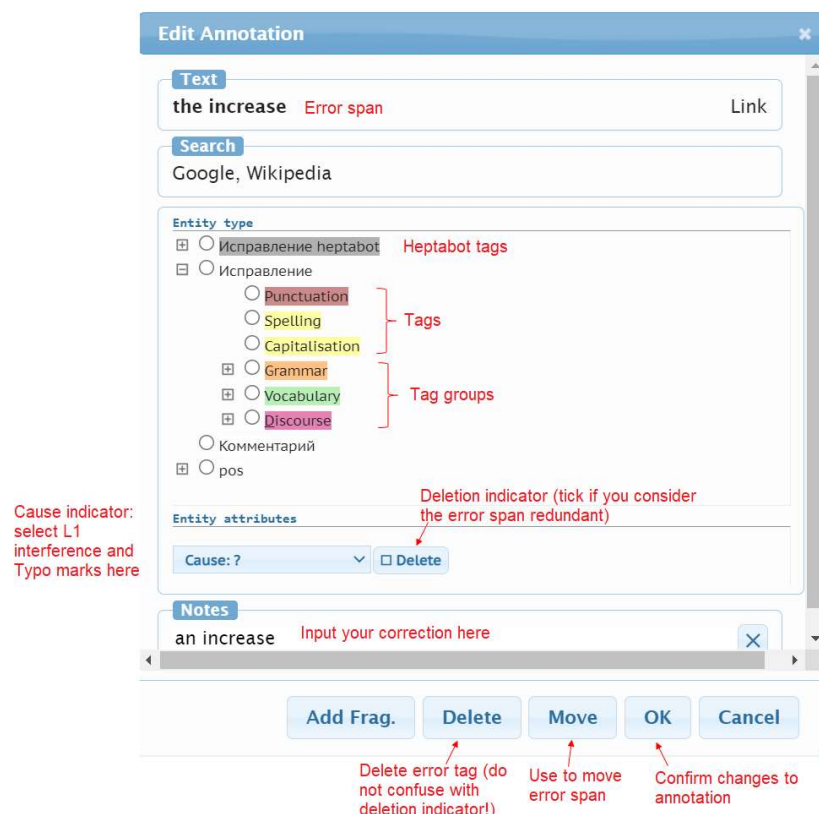 Edit Annotation
Text
the increase Error span Link
Search
Google, Wikipedia
Entity type
Исправление heptabot Heptabot tags
Исправление
Punctuation
Spelling
Tags
Capitalisation
Grammar
Vocabulary Tag groups
Discourse
Комментарий
pos
Cause indicator:
select L1
interference and
Typo marks here
Deletion indicator (tick if you consider
the error span redundant)
Entity attributes
Cause: ? Delete
Notes
an increase Input your correction here
Add Frag. Delete Move OK Cancel
Delete error tag (do
not confuse with
deletion indicator!)
Use to move
error span
Confirm changes to
annotation